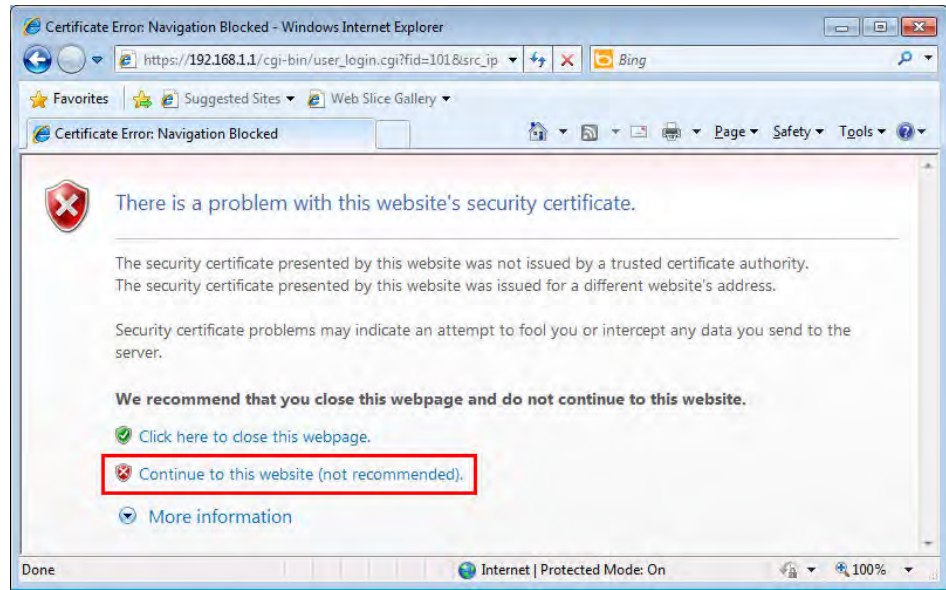 Certificate Error: Navigation Blocked - Windows Internet Explorer
https://192.168.1.1/cgi-bin/user_login.cgi?fid=101&src_ip Bing
Favorites Suggested Sites Web Slice Gallery
Certificate Error: Navigation Blocked Page Safety Tools
There is a problem with this website's security certificate.
The security certificate presented by this website was not issued by a trusted certificate authority.
The security certificate presented by this website was issued for a different website's address.
Security certificate problems may indicate an attempt to fool you or intercept any data you send to the
server.
We recommend that you close this webpage and do not continue to this website.
Click here to close this webpage.
Continue to this website (not recommended).
More information
Done Internet | Protected Mode: On 100%